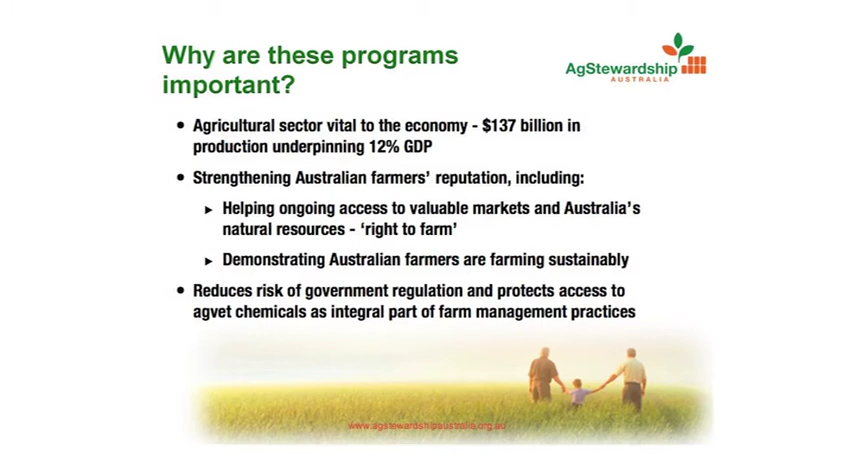 Why are these programs
important?
AgStewardship
AUSTRALIA
• Agricultural sector vital to the economy - $137 billion in
production underpinning 12% GDP
• Strengthening Australian farmers' reputation, including:
► Helping ongoing access to valuable markets and Australia's
natural resources - 'right to farm'
► Demonstrating Australian farmers are farming sustainably
• Reduces risk of government regulation and protects access to
agvet chemicals as integral part of farm management practices
www.agstewardshipaustralia.org.au